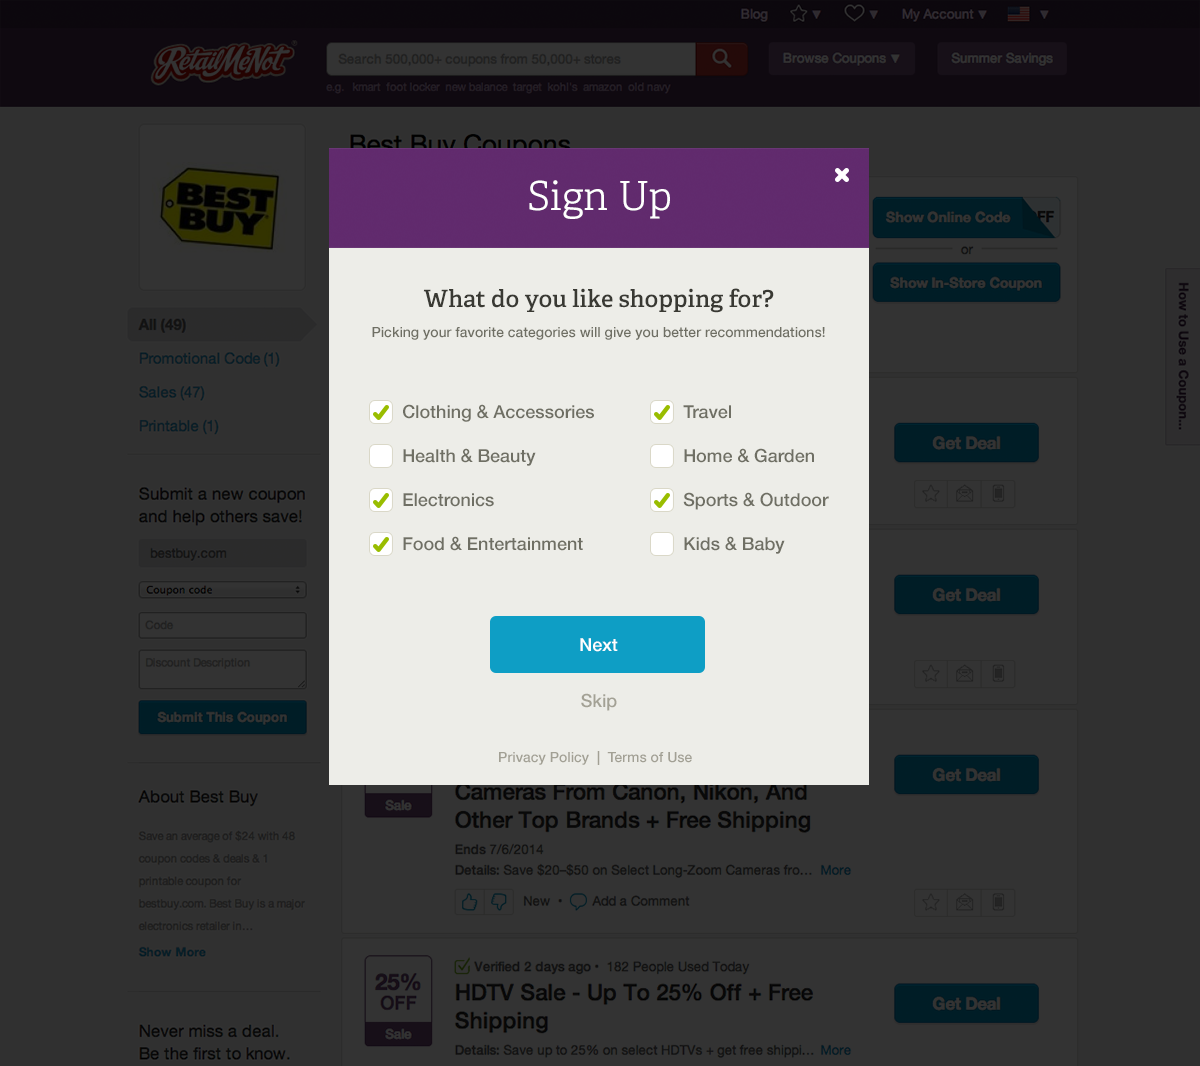 Blog
My Account
RetailMeNot
Search 500,000+ coupons from 50,000+ stores
Browse Coupons
Summer Savings
e.g. kmart foot locker new balance target kohl's amazon old navy
BEST BUY
Best Buy Coupons
Sign Up
What do you like shopping for?
Picking your favorite categories will give you better recommendations!
Clothing & Accessories
Travel
Health & Beauty
Home & Garden
Electronics
Sports & Outdoor
Food & Entertainment
Kids & Baby
Next
Skip
Privacy Policy | Terms of Use
All (49)
Promotional Code (1)
Sales (47)
Printable (1)
Submit a new coupon
and help others save!
bestbuy.com
Coupon code
Code
Discount Description
Submit This Coupon
About Best Buy
Save an average of $24 with 48
coupon codes & deals & 1
printable coupon for
bestbuy.com. Best Buy is a major
electronics retailer in...
Show More
Never miss a deal.
Be the first to know.
Show Online Code
FF
or
Show In-Store Coupon
How to Use a Coupon...
Get Deal
Get Deal
Get Deal
Sale
Cameras From Canon, Nikon, And
Other Top Brands + Free Shipping
Ends 7/6/2014
Details: Save $20–$50 on Select Long-Zoom Cameras fro... More
New • Add a Comment
25%
OFF
Sale
Verified 2 days ago • 182 People Used Today
HDTV Sale - Up To 25% Off + Free
Shipping
Details: Save up to 25% on select HDTVs + get free shippi... More
Get Deal